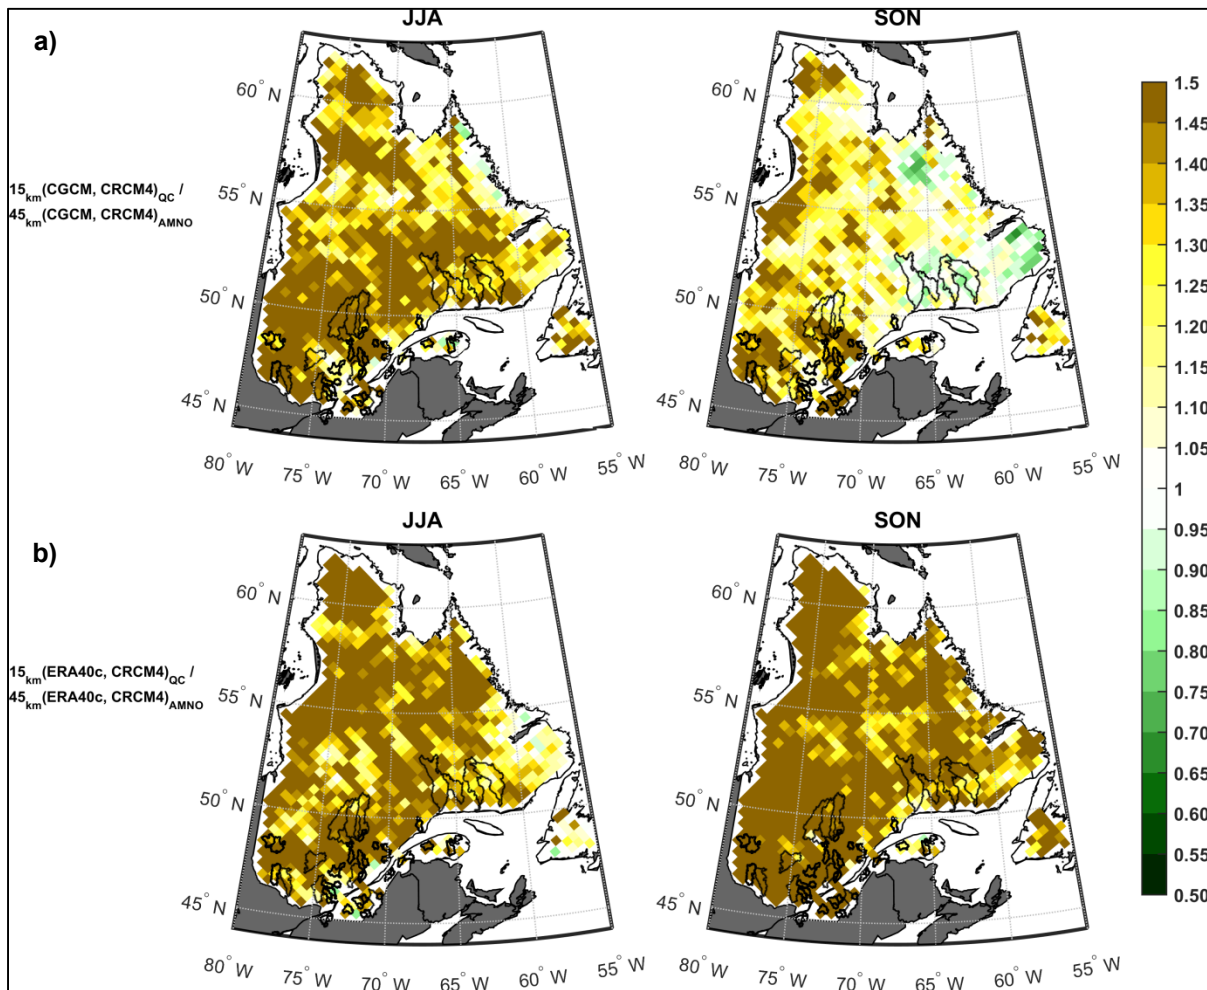 JJA
SON
a)
60° N
55° N
50° N
45° N
80° W
75° W
70° W
65° W
60° W
55° W
60° N
55° N
50° N
45° N
80° W
75° W
70° W
65° W
60° W
55° W
15km(CGCM, CRCM4)QC /
45km(CGCM, CRCM4)AMNO
JJA
SON
b)
60° N
55° N
50° N
45° N
80° W
75° W
70° W
65° W
60° W
55° W
60° N
55° N
50° N
45° N
80° W
75° W
70° W
65° W
60° W
55° W
15km(ERA40c, CRCM4)QC /
45km(ERA40c, CRCM4)AMNO
1.5
1.45
1.40
1.35
1.30
1.25
1.20
1.15
1.10
1.05
1
0.95
0.90
0.85
0.80
0.75
0.70
0.65
0.60
0.55
0.50